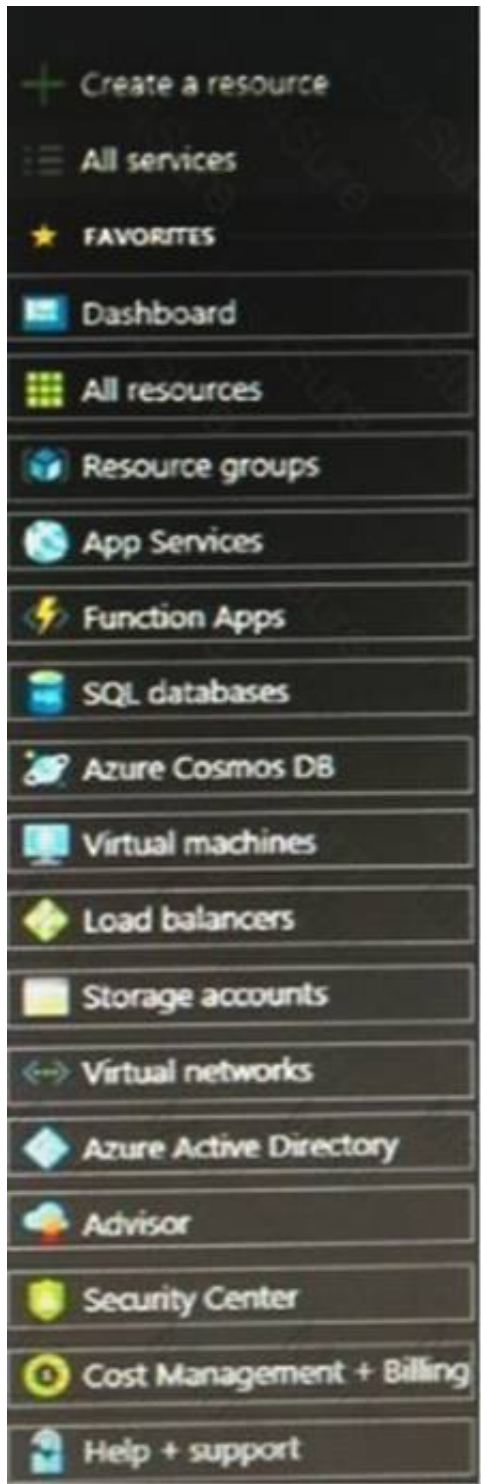 Create a resource
All services
FAVORITES
Dashboard
All resources
Resource groups
App Services
Function Apps
SQL databases
Azure Cosmos DB
Virtual machines
Load balancers
Storage accounts
Virtual networks
Azure Active Directory
Advisor
Security Center
Cost Management + Billing
Help + support